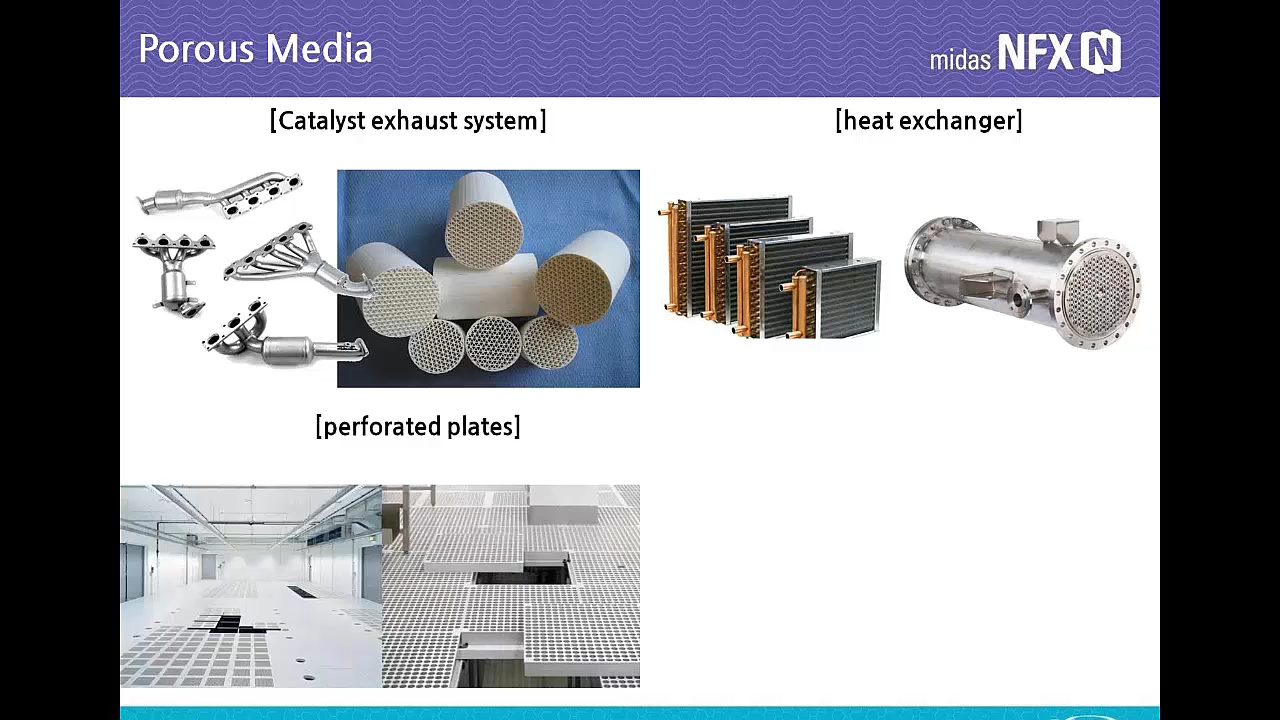 Porous Media
midas NFX
[Catalyst exhaust system]
[heat exchanger]
[perforated plates]